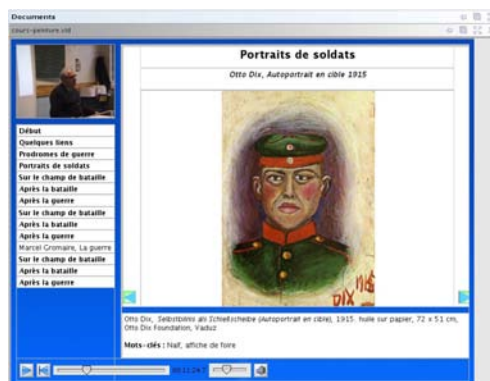 Documents
cours-peinture.vid
Portraits de soldats
Otto Dix, Autoportrait en cible 1915
Début
Quelques liens
Prodromes de guerre
Portraits de soldats
Sur le champ de bataille
Après la bataille
Après la guerre
Sur le champ de bataille
Après la bataille
Après la guerre
Marcel Gromaire, La guerre
Sur le champ de bataille
Après la bataille
Après la guerre
DIX
Otto Dix, Selbstbildnis als Schießscheibe (Autoportrait en cible), 1915. huile sur papier, 72 x 51 cm,
Otto Dix Foundation, Vaduz
Mots-clés : Naïf, affiche de foire